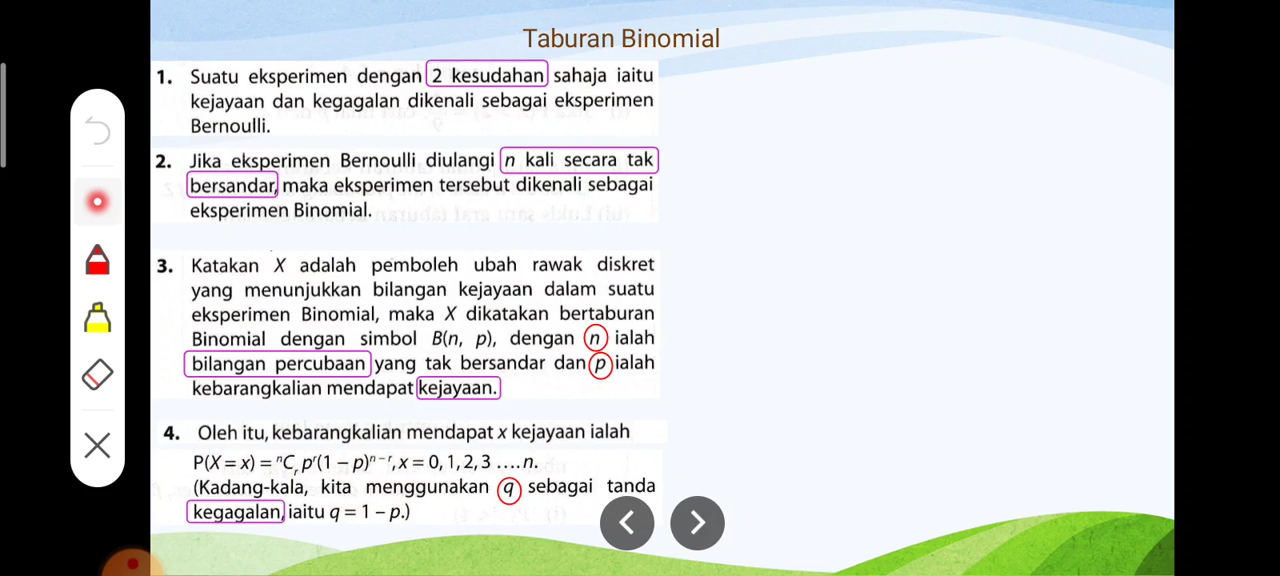 Taburan Binomial
1. Suatu eksperimen dengan 2 kesudahan sahaja iaitu
kejayaan dan kegagalan dikenali sebagai eksperimen
Bernoulli.
2. Jika eksperimen Bernoulli diulangi n kali secara tak
bersandar, maka eksperimen tersebut dikenali sebagai
eksperimen Binomial.
3. Katakan X adalah pemboleh ubah rawak diskret
yang menunjukkan bilangan kejayaan dalam suatu
eksperimen Binomial, maka X dikatakan bertaburan
Binomial dengan simbol B(n, p), dengan n ialah
bilangan percubaan yang tak bersandar dan p ialah
kebarangkalian mendapat kejayaan.
4. Oleh itu, kebarangkalian mendapat x kejayaan ialah
P(X = x) = ⁿCᵣ pʳ(1 – p)ⁿ⁻ʳ, x = 0, 1, 2, 3 ....n.
(Kadang-kala, kita menggunakan q sebagai tanda
kegagalan, iaitu q = 1 – p.)